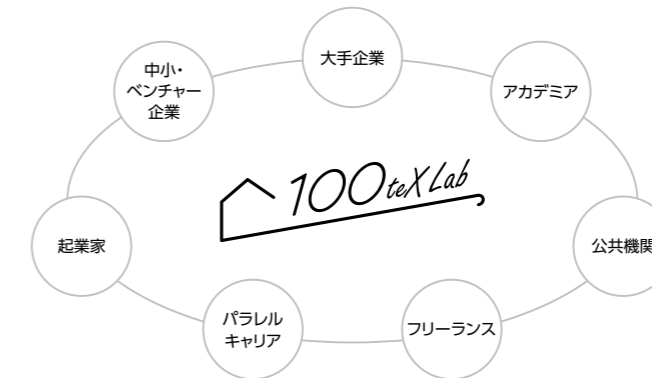 大手企業
中小・
ベンチャー
企業
アカデミア
100teX Lab
起業家
公共機関
パラレル
キャリア
フリーランス